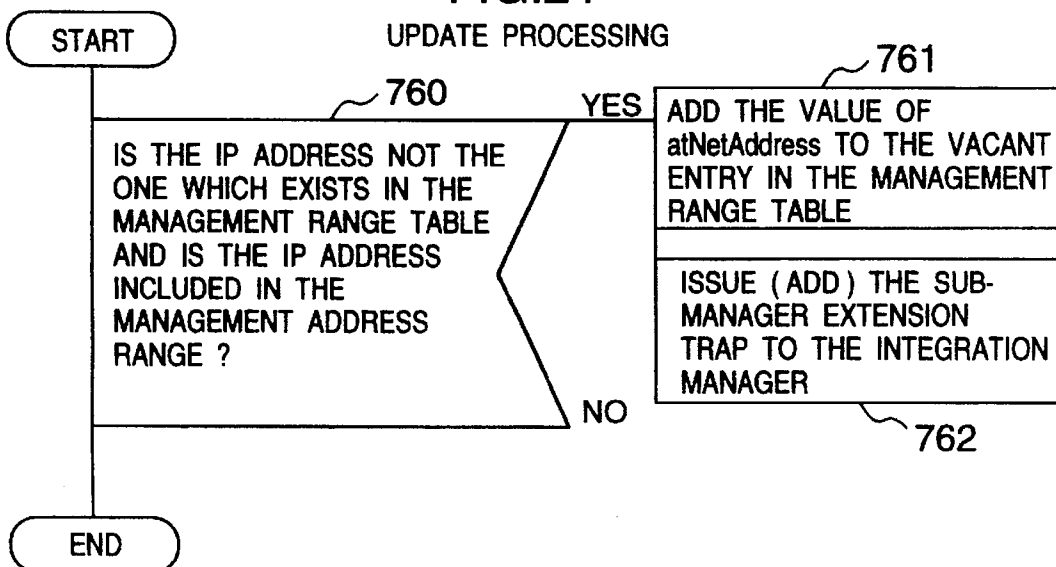 START
UPDATE PROCESSING
760
761
YES
IS THE IP ADDRESS NOT THE
ONE WHICH EXISTS IN THE
MANAGEMENT RANGE TABLE
AND IS THE IP ADDRESS
INCLUDED IN THE
MANAGEMENT ADDRESS
RANGE ?
ADD THE VALUE OF
atNetAddress TO THE VACANT
ENTRY IN THE MANAGEMENT
RANGE TABLE
ISSUE (ADD) THE SUB-
MANAGER EXTENSION
TRAP TO THE INTEGRATION
MANAGER
NO
762
END